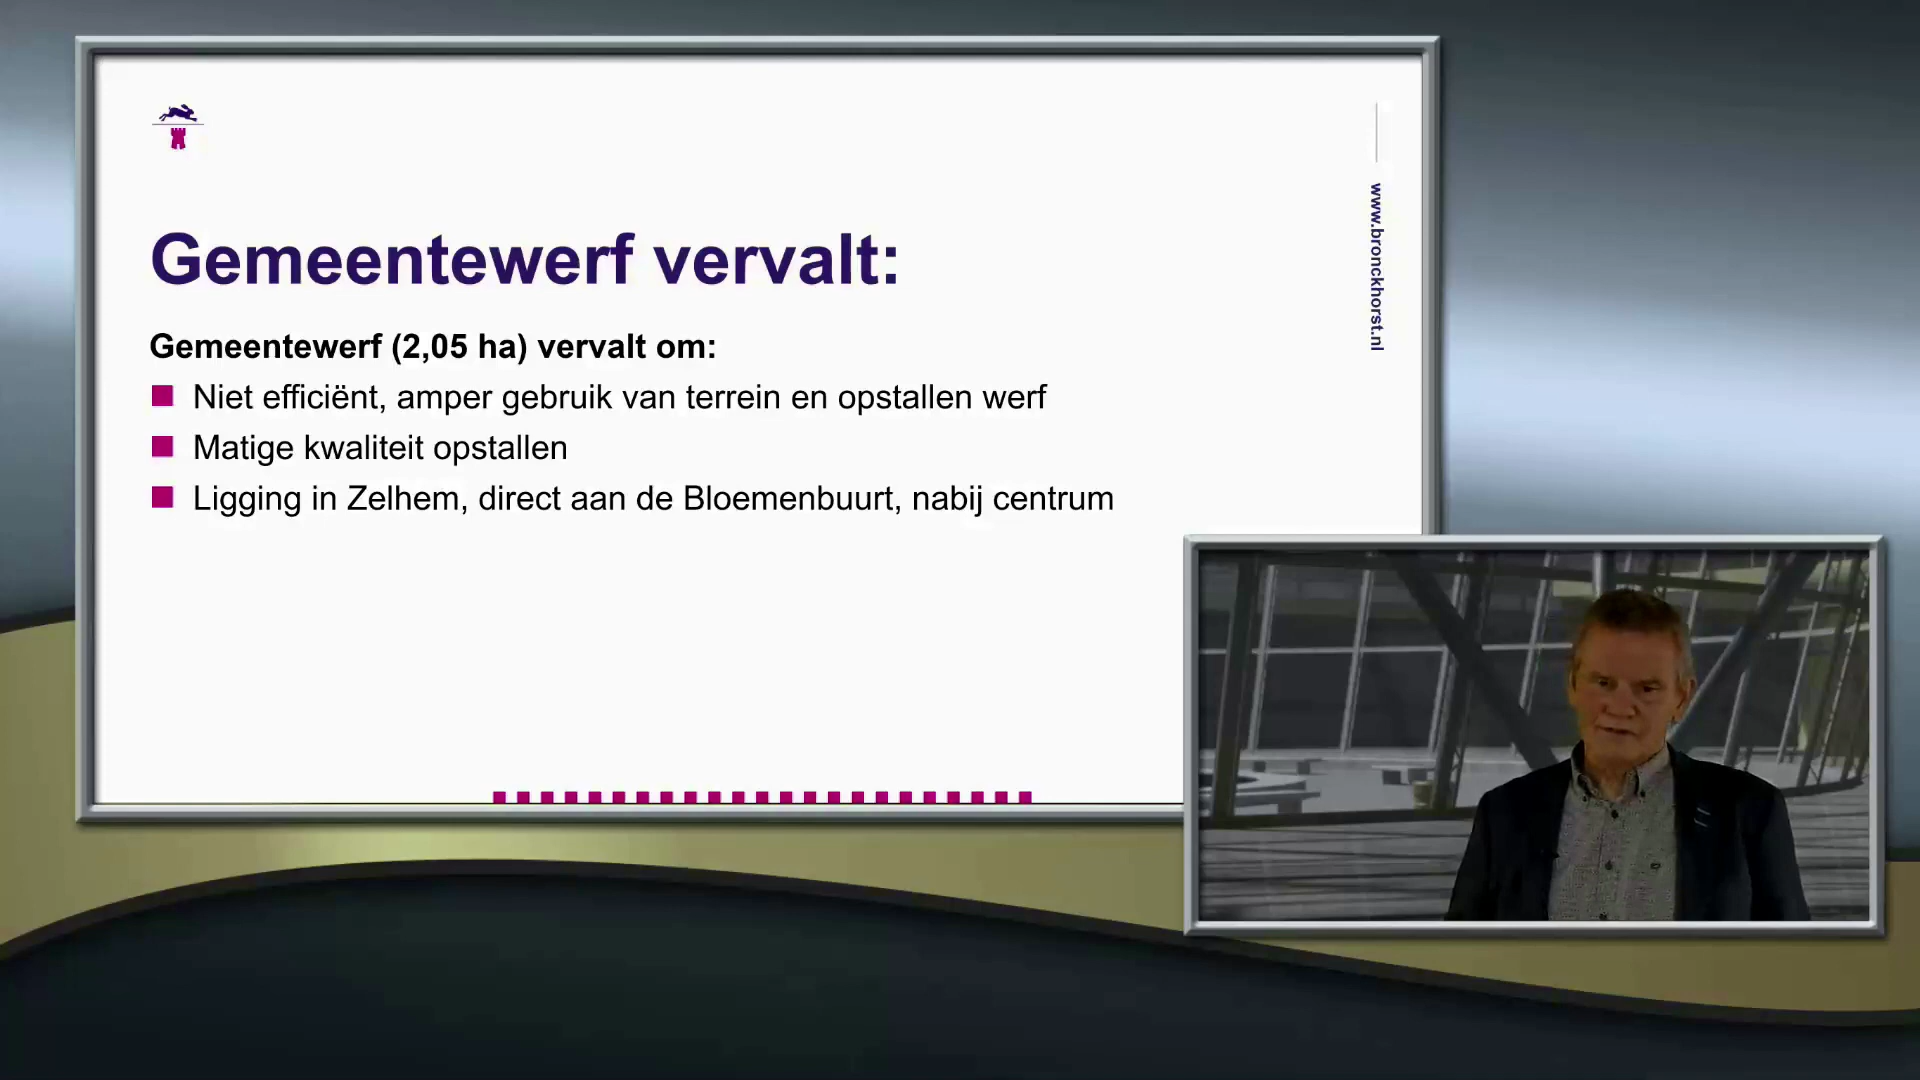 Gemeentewerf vervalt:
Gemeentewerf (2,05 ha) vervalt om:
Niet efficiënt, amper gebruik van terrein en opstallen werf
Matige kwaliteit opstallen
Ligging in Zelhem, direct aan de Bloemenbuurt, nabij centrum
www.bronckhorst.nl